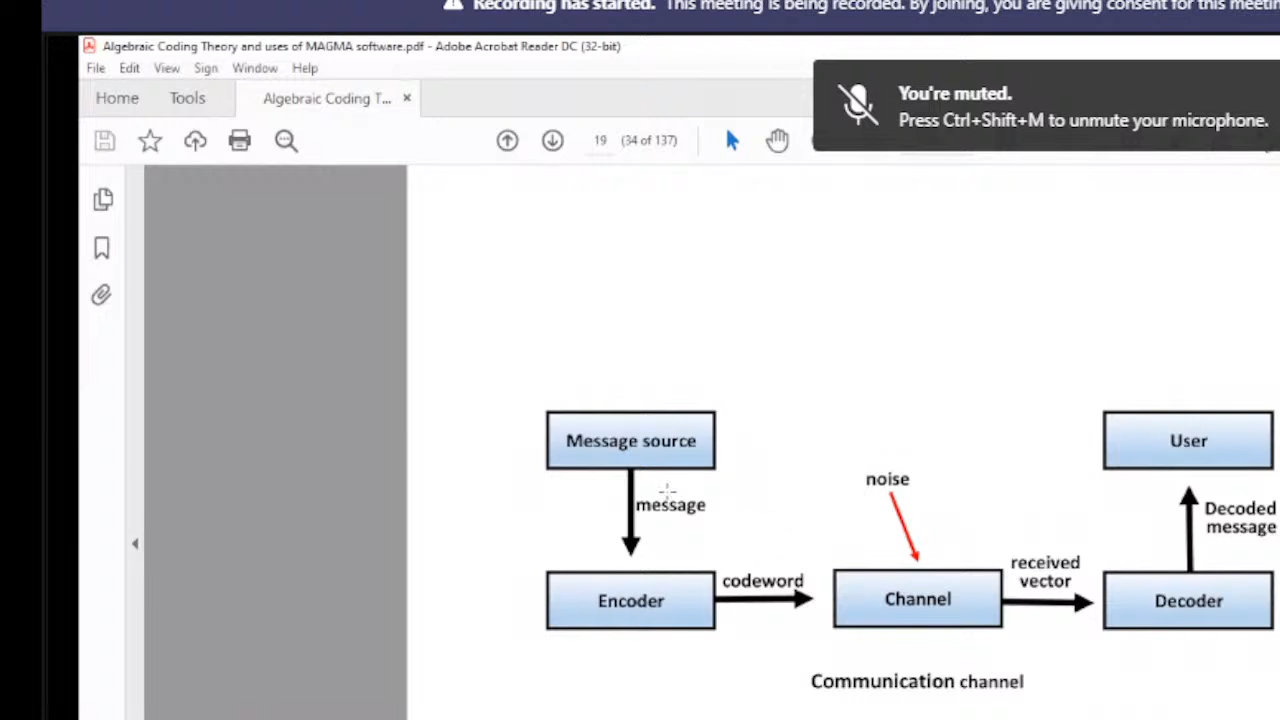 Recording has started. This meeting is being recorded. By joining, you are giving consent for this
Algebraic Coding Theory and uses of MAGMA software.pdf - Adobe Acrobat Reader DC (32-bit)
File Edit View Sign Window Help
Home Tools Algebraic Coding T... ×
You're muted.
Press Ctrl+Shift+M to unmute your microphone.
19 (34 of 137)
Message source
User
noise
message
Decoded
message
received
vector
codeword
Encoder
Channel
Decoder
Communication channel